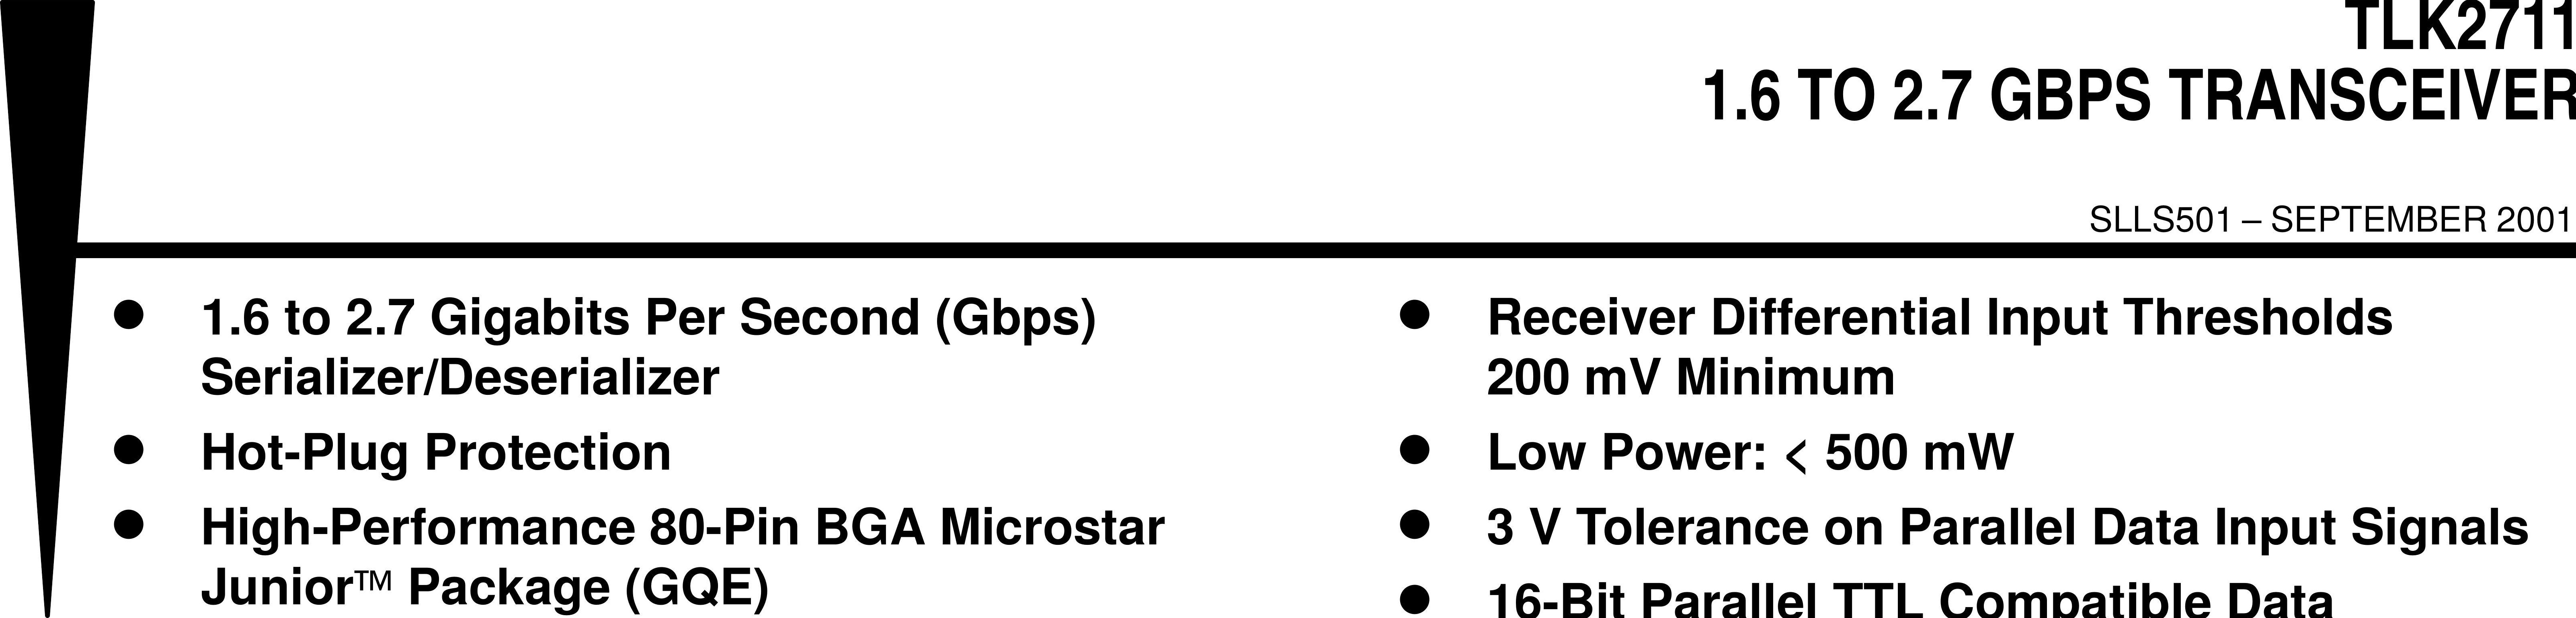 TLK2711
1.6 TO 2.7 GBPS TRANSCEIVER
SLLS501 – SEPTEMBER 2001
● 1.6 to 2.7 Gigabits Per Second (Gbps)
Serializer/Deserializer
● Hot-Plug Protection
● High-Performance 80-Pin BGA Microstar
Junior™ Package (GQE)
● Receiver Differential Input Thresholds
200 mV Minimum
● Low Power: < 500 mW
● 3 V Tolerance on Parallel Data Input Signals
● 16-Bit Parallel TTL Compatible Data